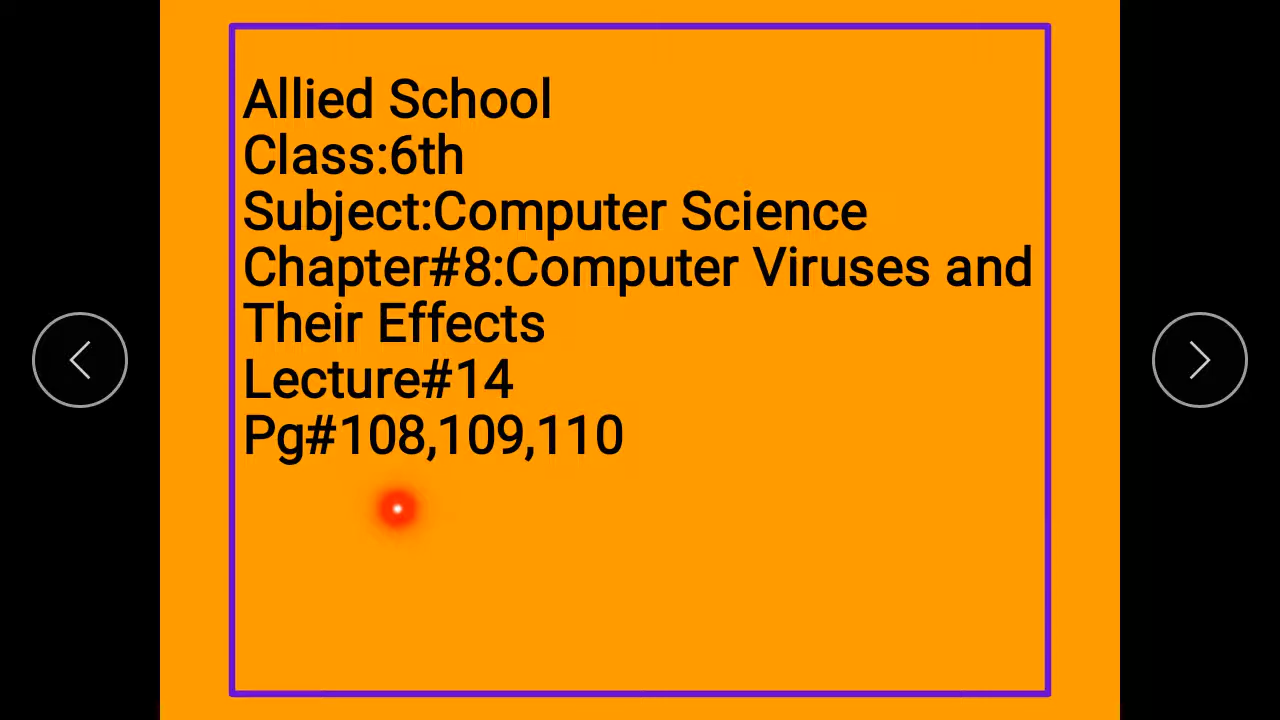 Allied School
Class:6th
Subject:Computer Science
Chapter#8:Computer Viruses and
Their Effects
Lecture#14
Pg#108,109,110